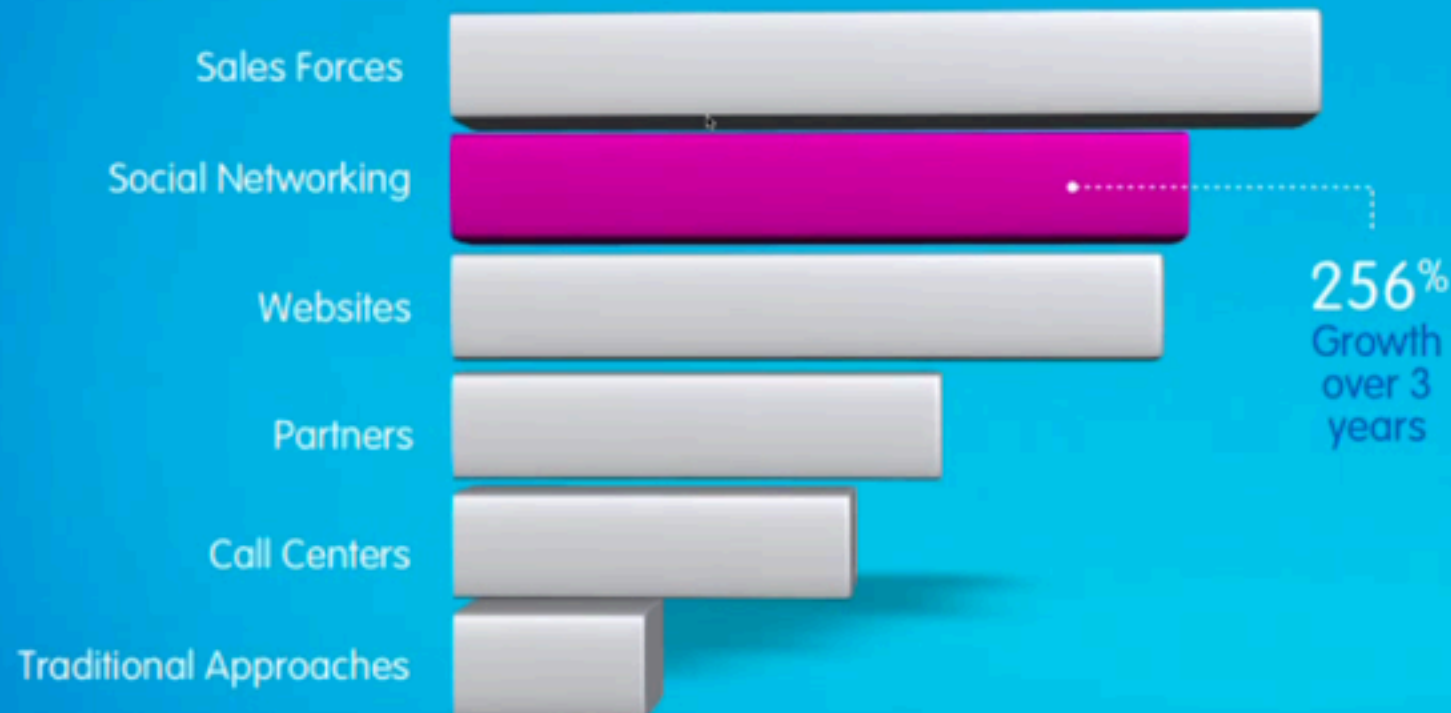 Sales Forces
Social Networking
Websites
Partners
Call Centers
Traditional Approaches
256%
Growth
over 3
years